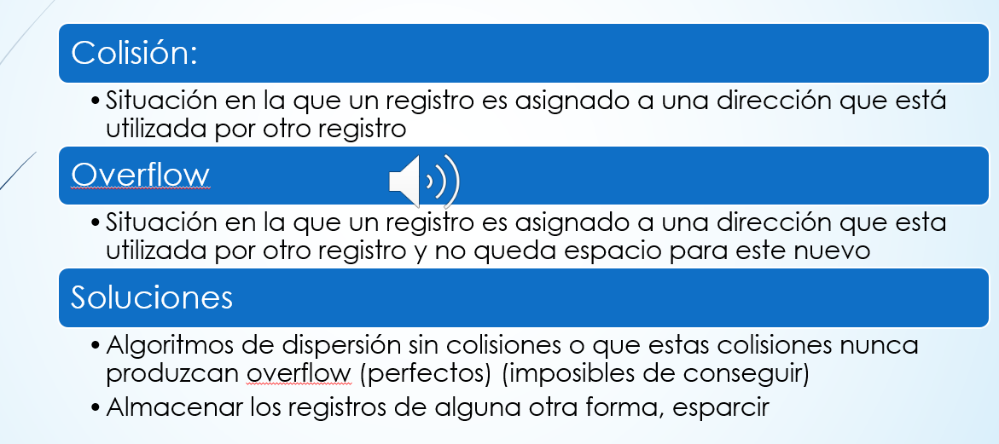 Colisión:
• Situación en la que un registro es asignado a una dirección que está
utilizada por otro registro
Overflow
• Situación en la que un registro es asignado a una dirección que esta
utilizada por otro registro y no queda espacio para este nuevo
Soluciones
• Algoritmos de dispersión sin colisiones o que estas colisiones nunca
produzcan overflow (perfectos) (imposibles de conseguir)
• Almacenar los registros de alguna otra forma, esparcir